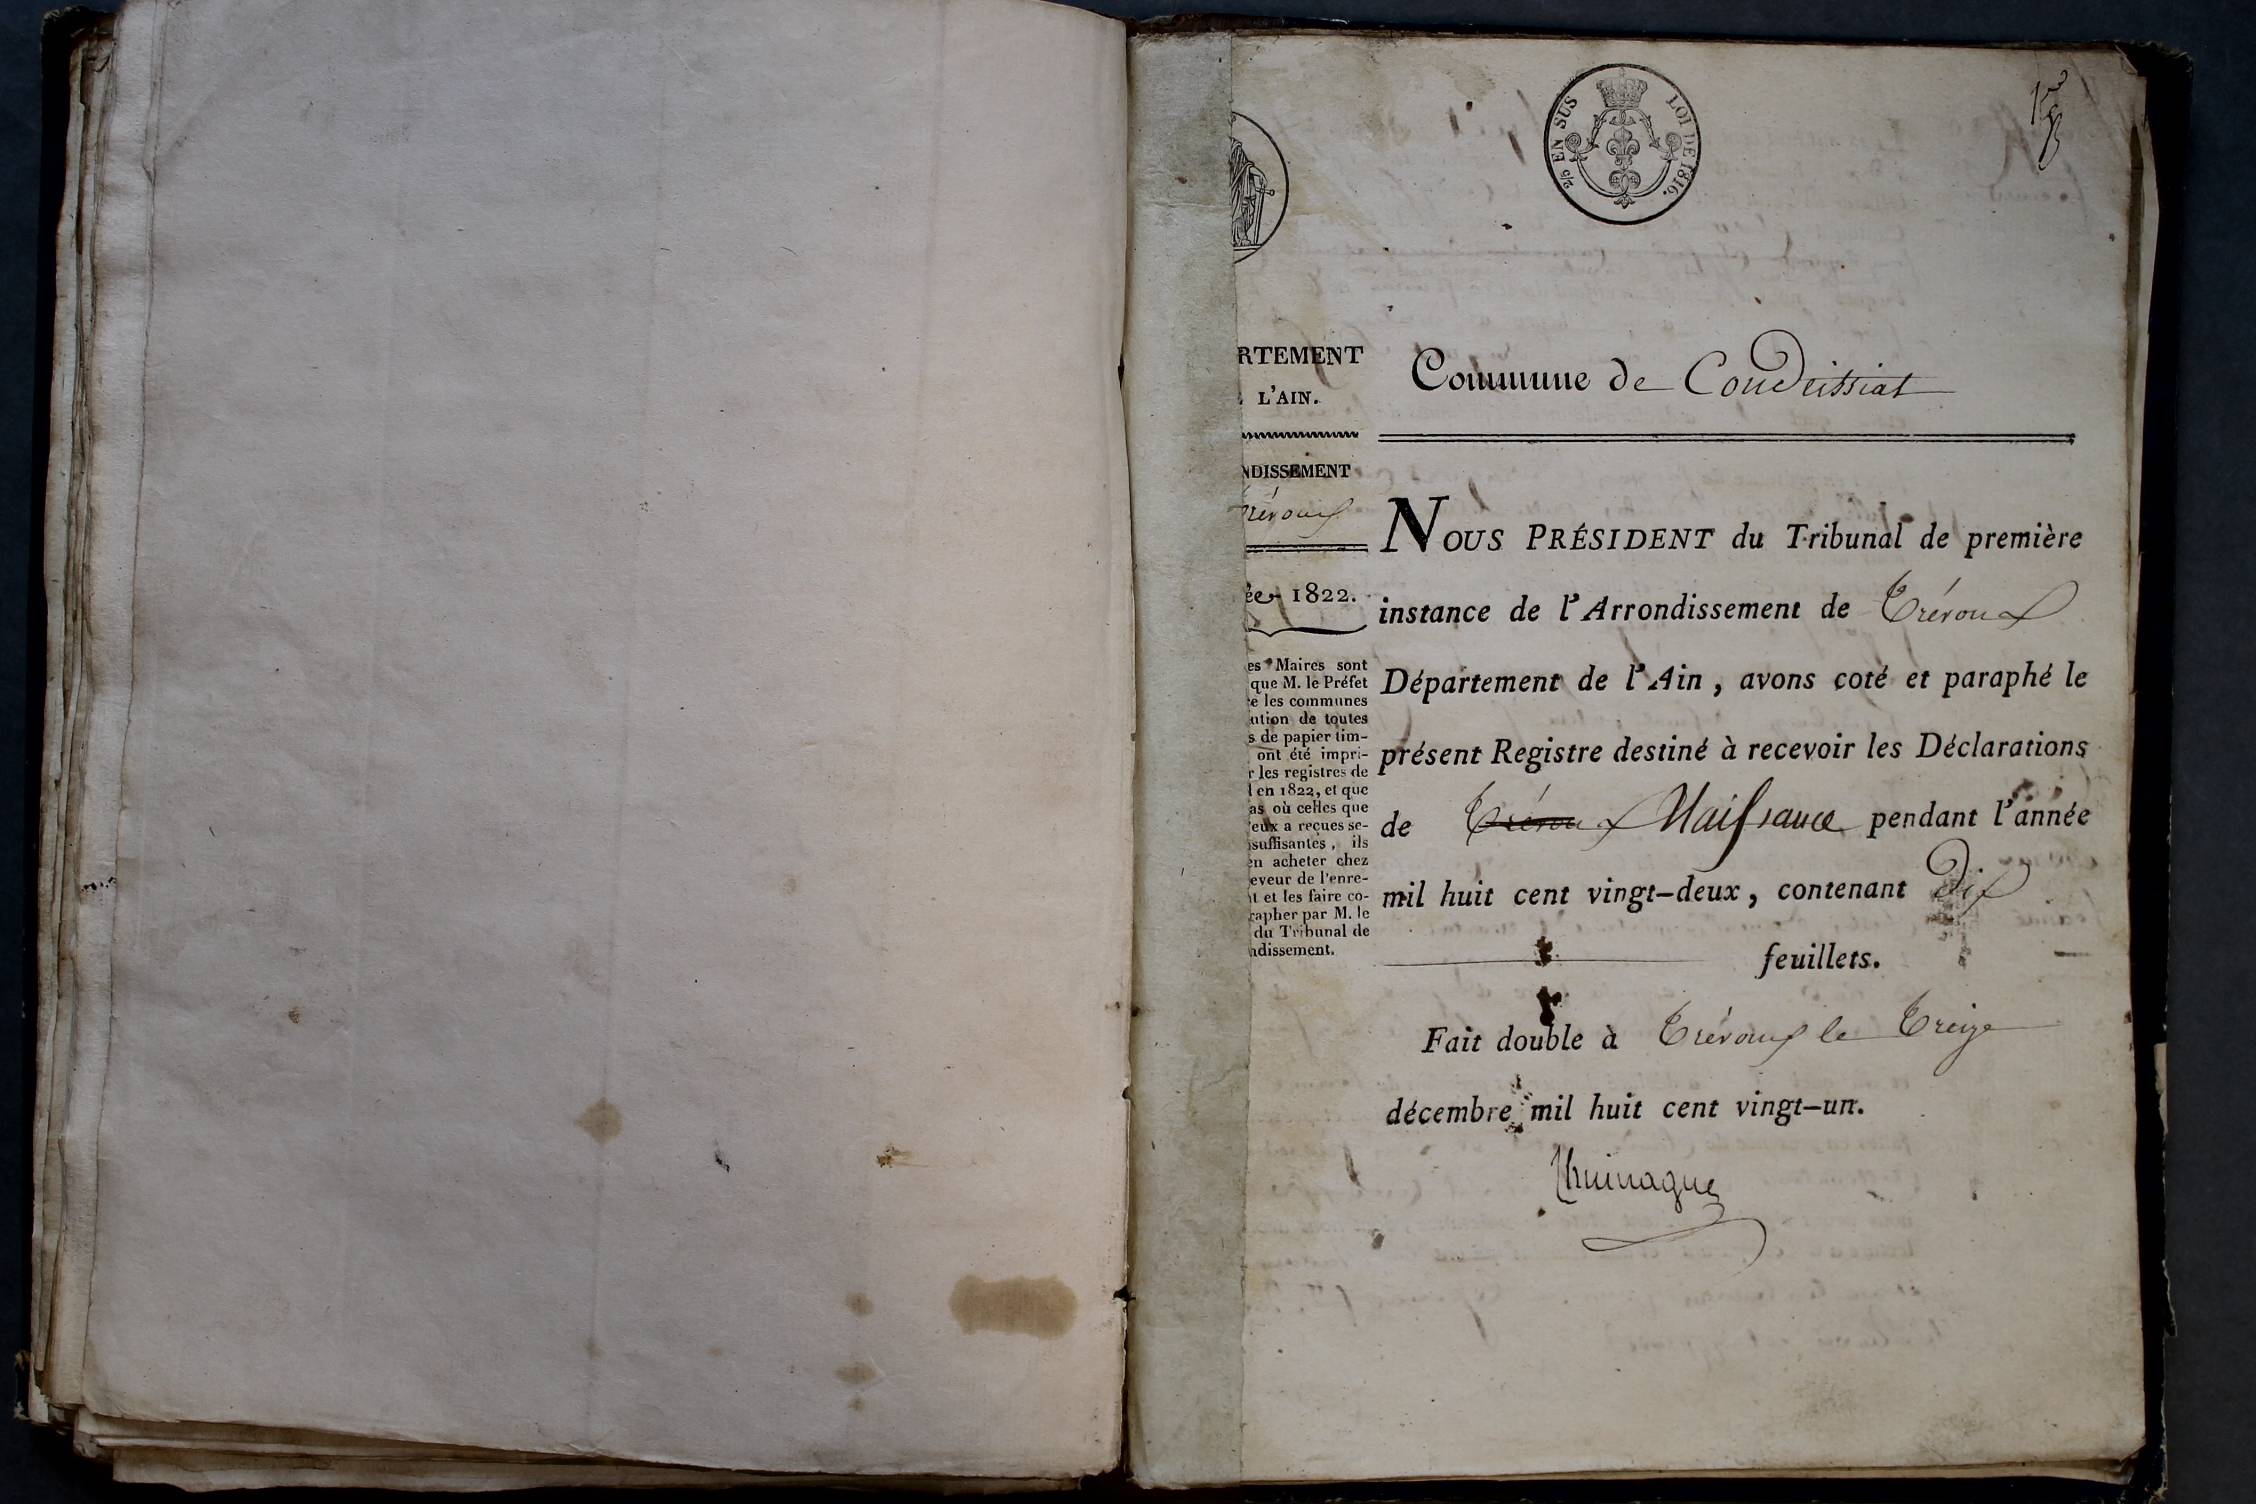 2/5 EN SUS LOI DE 1816.
1er
RTEMENT
L'AIN.
NDISSEMENT
révoux
ée 1822.
es Maires sont
que M. le Préfet
e les communes
ution de toutes
s de papier tim-
ont été impri-
r les registres de
l en 1822, et que
as où celles que
eux a reçues se-
suffisantes, ils
en acheter chez
eveur de l'enre-
t et les faire co-
rapher par M. le
du Tribunal de
ndissement.
Commune de Condeissiat
NOUS PRÉSIDENT du Tribunal de première
instance de l'Arrondissement de Trévoux
Département de l'Ain, avons coté et paraphé le
présent Registre destiné à recevoir les Déclarations
de Trévoux Naissance pendant l'année
mil huit cent vingt-deux, contenant dix
feuillets.
Fait double à Trévoux le Treize
décembre mil huit cent vingt-un.